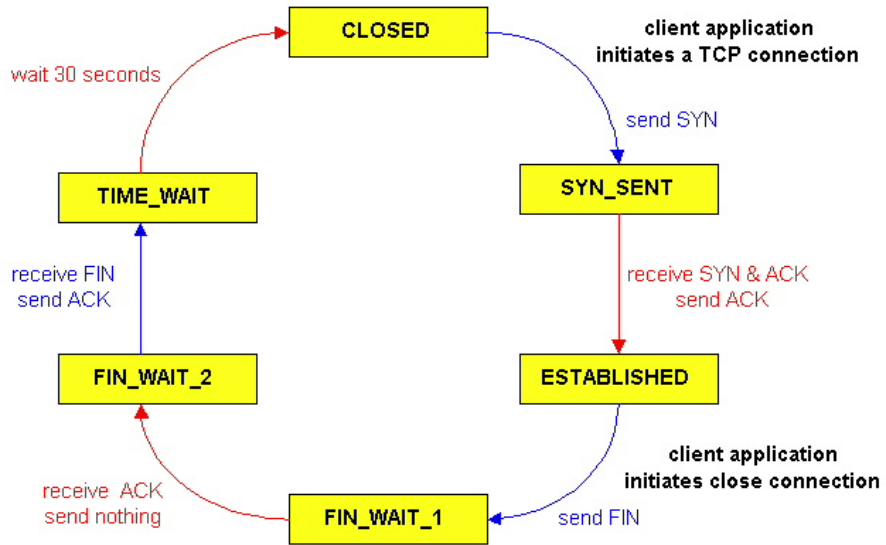 CLOSED
client application
initiates a TCP connection
wait 30 seconds
send SYN
TIME_WAIT
SYN_SENT
receive FIN
send ACK
receive SYN & ACK
send ACK
FIN_WAIT_2
ESTABLISHED
client application
initiates close connection
receive ACK
send nothing
FIN_WAIT_1
send FIN